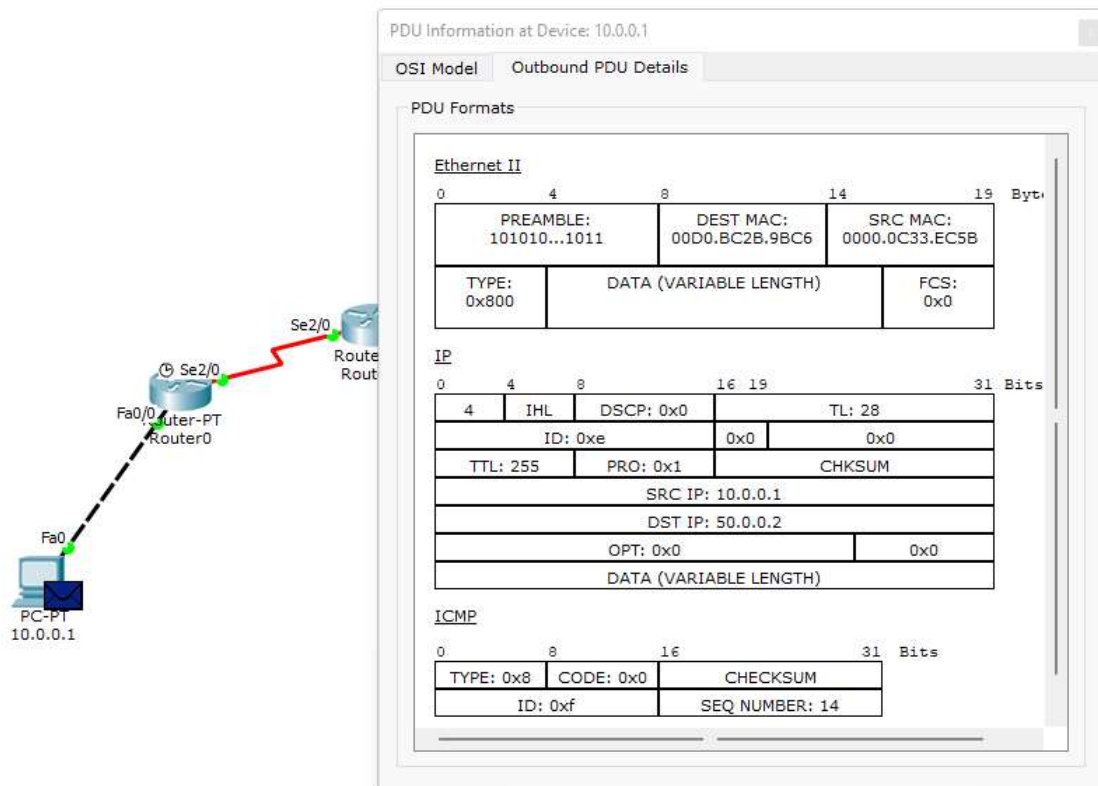 PDU Information at Device: 10.0.0.1
OSI Model Outbound PDU Details
PDU Formats
Ethernet II
0 4 8 14 19
PREAMBLE: DEST MAC: SRC MAC:
101010...1011 00D0.BC2B.9BC6 0000.0C33.EC5B
TYPE: DATA (VARIABLE LENGTH) FCS:
0x800 0x0
IP
0 4 8 16 19 31 Bits
4 IHL DSCP: 0x0 TL: 28
ID: 0xe 0x0 0x0
TTL: 255 PRO: 0x1 CHKSUM
SRC IP: 10.0.0.1
DST IP: 50.0.0.2
OPT: 0x0 0x0
DATA (VARIABLE LENGTH)
ICMP
0 8 16 31 Bits
TYPE: 0x8 CODE: 0x0 CHECKSUM
ID: 0xf SEQ NUMBER: 14
Se2/0
Se2/0
Fa0/0
Router0
Fa0
PC-PT
10.0.0.1